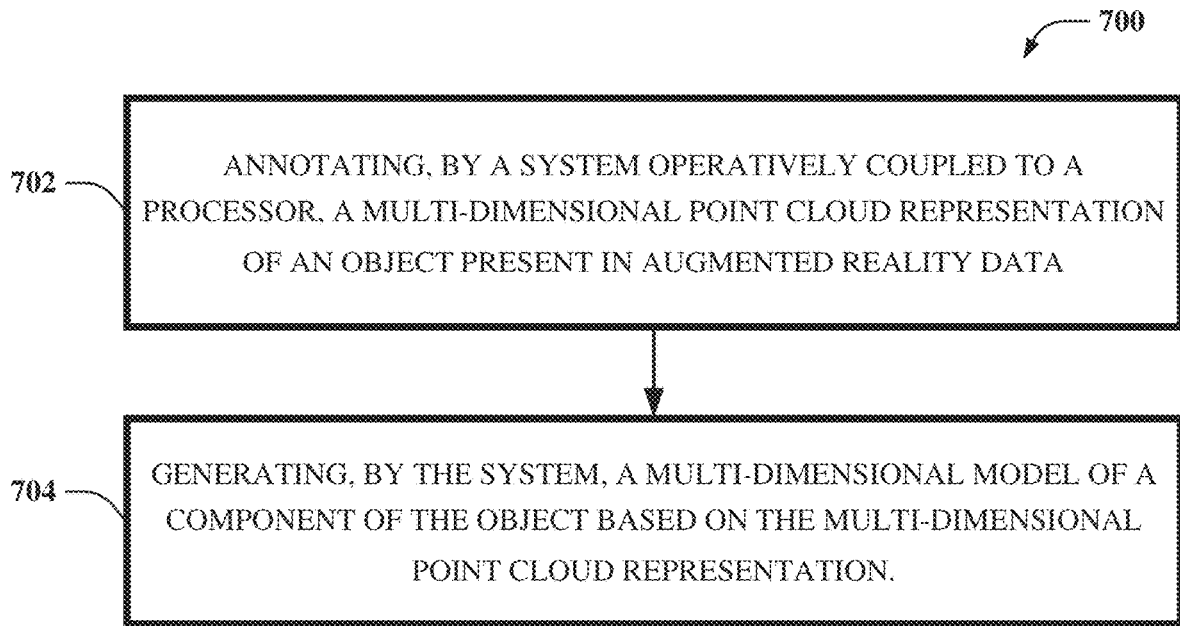 700
702
ANNOTATING, BY A SYSTEM OPERATIVELY COUPLED TO A
PROCESSOR, A MULTI-DIMENSIONAL POINT CLOUD REPRESENTATION
OF AN OBJECT PRESENT IN AUGMENTED REALITY DATA
704
GENERATING, BY THE SYSTEM, A MULTI-DIMENSIONAL MODEL OF A
COMPONENT OF THE OBJECT BASED ON THE MULTI-DIMENSIONAL
POINT CLOUD REPRESENTATION.